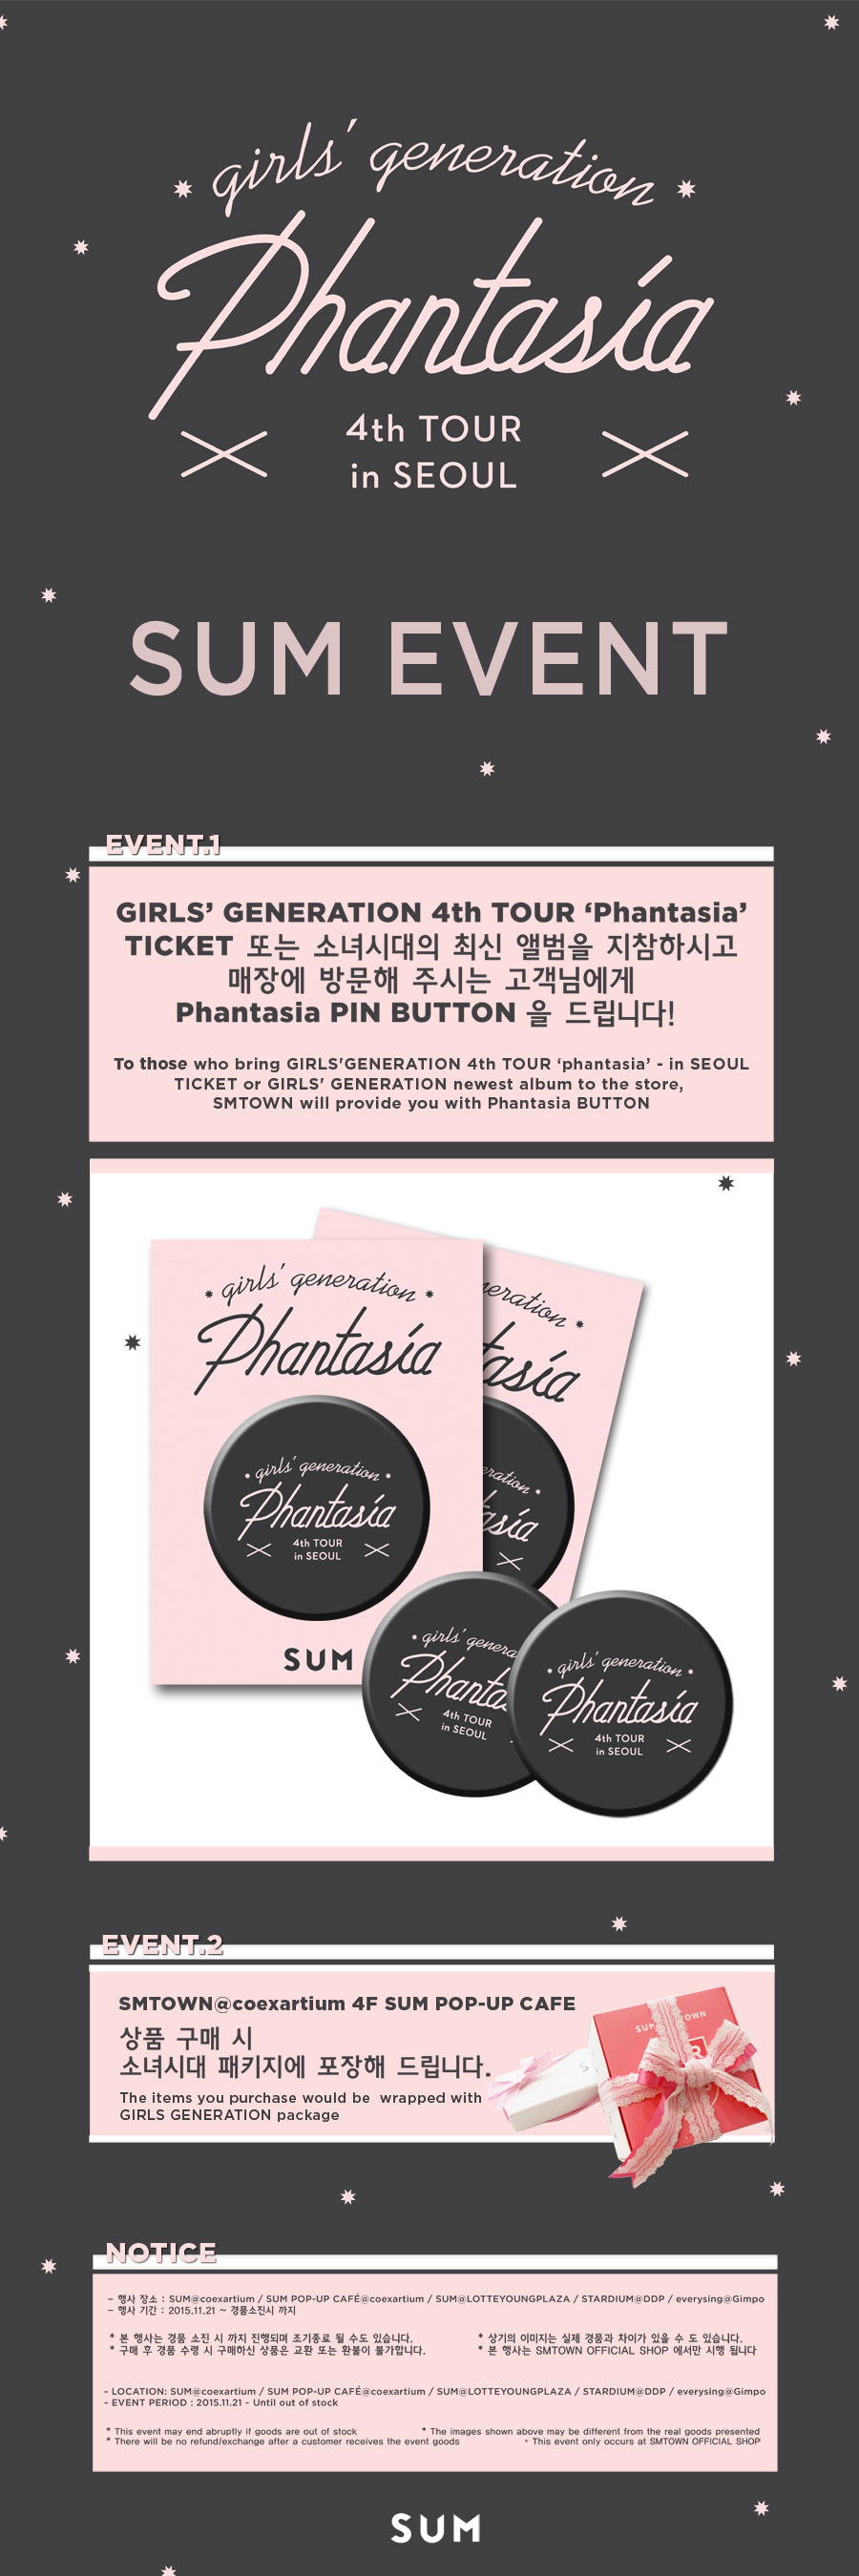 girls' generation
Phantasia
4th TOUR
in SEOUL
SUM EVENT
EVENT.1
GIRLS’ GENERATION 4th TOUR ‘Phantasia’
TICKET 또는 소녀시대의 최신 앨범을 지참하시고
매장에 방문해 주시는 고객님에게
Phantasia PIN BUTTON 을 드립니다!
To those who bring GIRLS'GENERATION 4th TOUR ‘phantasia’ - in SEOUL
TICKET or GIRLS' GENERATION newest album to the store,
SMTOWN will provide you with Phantasia BUTTON
girls' generation
Phantasia
girls' generation
Phantasia
4th TOUR
in SEOUL
SUM
neration
tasia
eration
asia
girls' genera
Phanta
4th TOUR
in SEOUL
girls' generation
Phantasia
4th TOUR
in SEOUL
EVENT.2
SMTOWN@coexartium 4F SUM POP-UP CAFE
상품 구매 시
소녀시대 패키지에 포장해 드립니다.
The items you purchase would be wrapped with
GIRLS GENERATION package
NOTICE
– 행사 장소 : SUM@coexartium / SUM POP-UP CAFÉ@coexartium / SUM@LOTTEYOUNGPLAZA / STARDIUM@DDP / everysing@Gimpo
– 행사 기간 : 2015.11.21 ~ 경품소진시 까지
* 본 행사는 경품 소진 시 까지 진행되며 조기종료 될 수도 있습니다.
* 구매 후 경품 수령 시 구매하신 상품은 교환 또는 환불이 불가합니다.
* 상기의 이미지는 실제 경품과 차이가 있을 수 도 있습니다.
* 본 행사는 SMTOWN OFFICIAL SHOP 에서만 시행 됩니다
- LOCATION: SUM@coexartium / SUM POP-UP CAFÉ@coexartium / SUM@LOTTEYOUNGPLAZA / STARDIUM@DDP / everysing@Gimpo
- EVENT PERIOD : 2015.11.21 - Until out of stock
* This event may end abruptly if goods are out of stock
* There will be no refund/exchange after a customer receives the event goods
* The images shown above may be different from the real goods presented
* This event only occurs at SMTOWN OFFICIAL SHOP
SUM